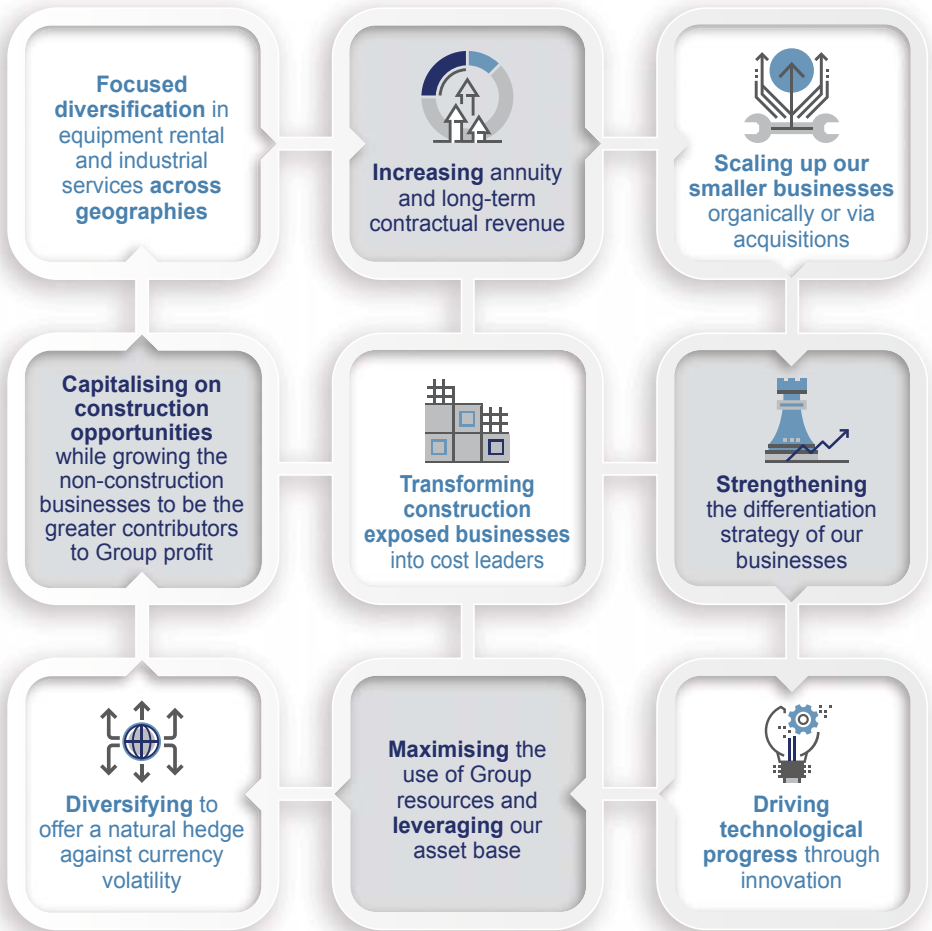 Focused
diversification in
equipment rental
and industrial
services across
geographies
Increasing annuity
and long-term
contractual revenue
Scaling up our
smaller businesses
organically or via
acquisitions
Capitalising on
construction
opportunities
while growing the
non-construction
businesses to be the
greater contributors
to Group profit
Transforming
construction
exposed businesses
into cost leaders
Strengthening
the differentiation
strategy of our
businesses
Diversifying to
offer a natural hedge
against currency
volatility
Maximising the
use of Group
resources and
leveraging our
asset base
Driving
technological
progress through
innovation